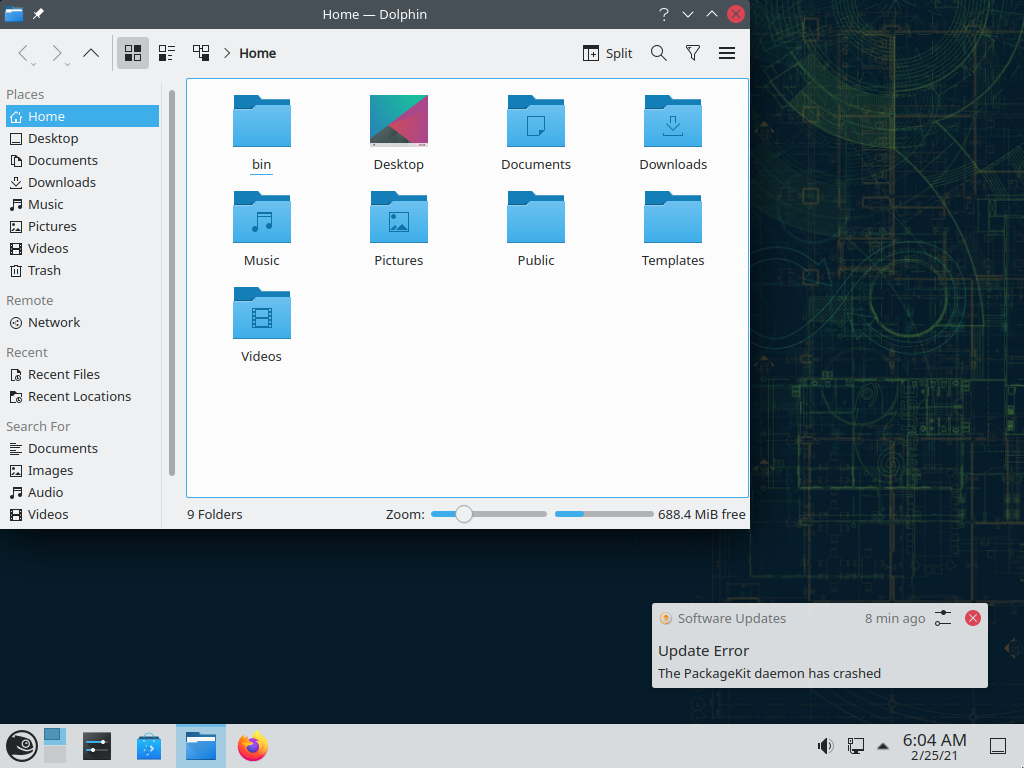 Home — Dolphin
Home
Split
Places
Home
Desktop
Documents
Downloads
Music
Pictures
Videos
Trash
Remote
Network
Recent
Recent Files
Recent Locations
Search For
Documents
Images
Audio
Videos
bin
Desktop
Documents
Downloads
Music
Pictures
Public
Templates
Videos
9 Folders
Zoom:
688.4 MiB free
Software Updates
8 min ago
Update Error
The PackageKit daemon has crashed
6:04 AM
2/25/21